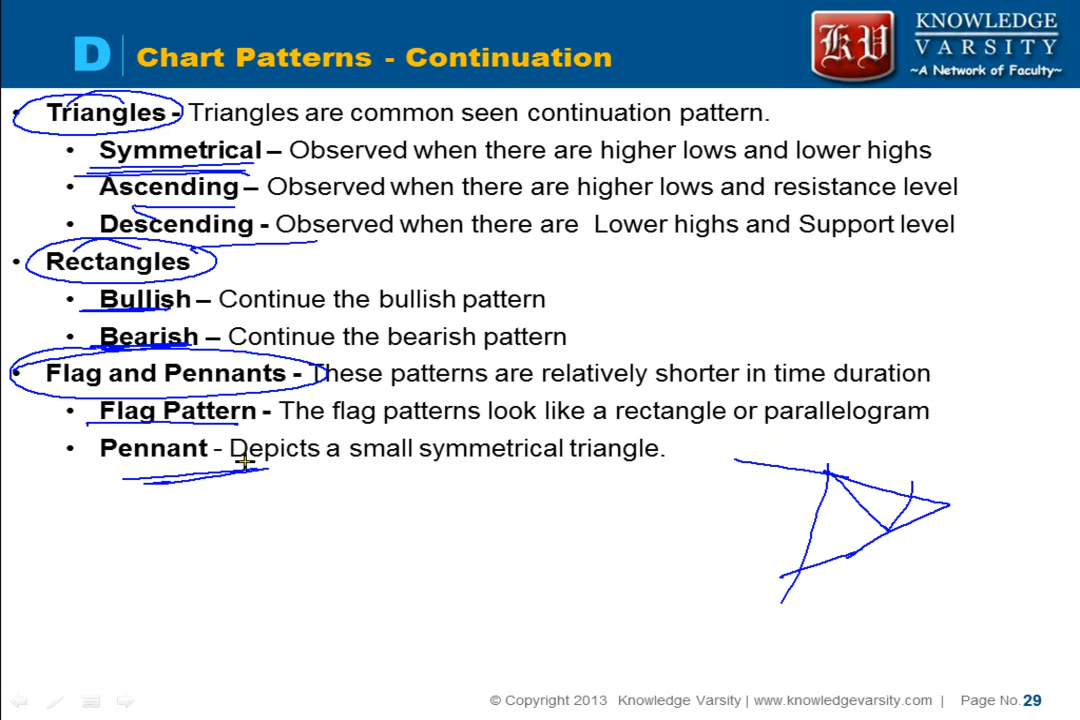 D
Chart Patterns - Continuation
KV
KNOWLEDGE
VARSITY
~A Network of Faculty~
• Triangles - Triangles are common seen continuation pattern.
• Symmetrical – Observed when there are higher lows and lower highs
• Ascending – Observed when there are higher lows and resistance level
• Descending - Observed when there are Lower highs and Support level
• Rectangles
• Bullish – Continue the bullish pattern
• Bearish – Continue the bearish pattern
• Flag and Pennants - These patterns are relatively shorter in time duration
• Flag Pattern - The flag patterns look like a rectangle or parallelogram
• Pennant - Depicts a small symmetrical triangle.
© Copyright 2013 Knowledge Varsity | www.knowledgevarsity.com | Page No. 29